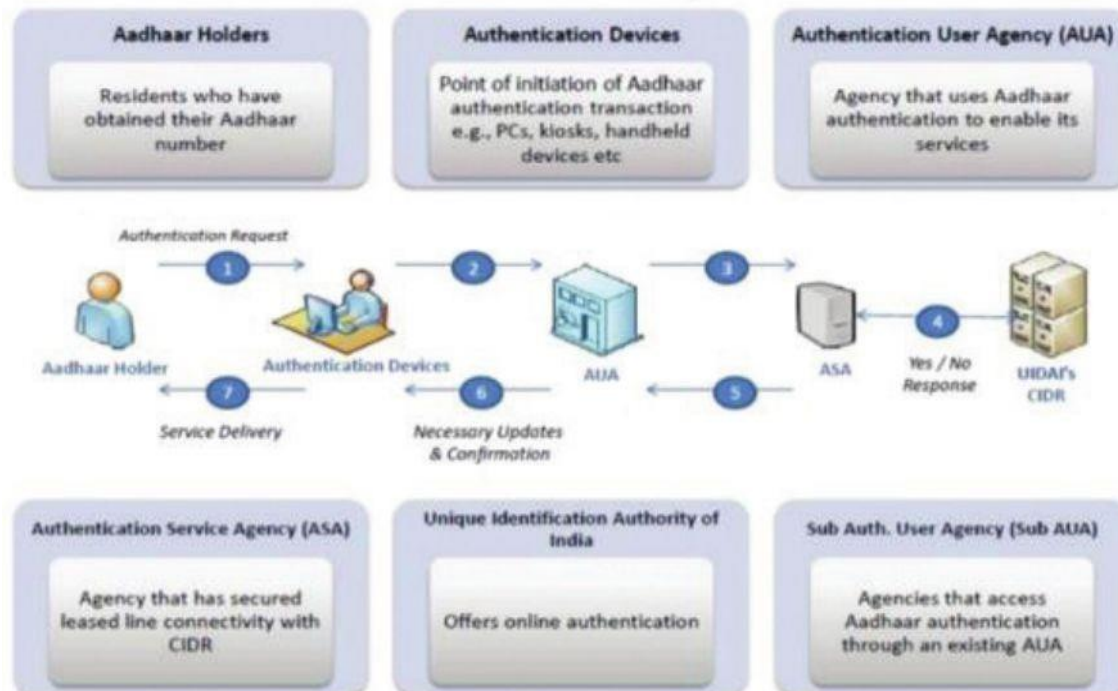 Aadhaar Holders
Residents who have
obtained their Aadhaar
number
Authentication Devices
Point of initiation of Aadhaar
authentication transaction
e.g., PCs, kiosks, handheld
devices etc
Authentication User Agency (AUA)
Agency that uses Aadhaar
authentication to enable its
services
Authentication Request
1
2
3
4
Aadhaar Holder
Authentication Devices
AUA
ASA
Yes / No
Response
UIDAI's
CIDR
7
6
5
Service Delivery
Necessary Updates
& Confirmation
Authentication Service Agency (ASA)
Agency that has secured
leased line connectivity with
CIDR
Unique Identification Authority of
India
Offers online authentication
Sub Auth. User Agency (Sub AUA)
Agencies that access
Aadhaar authentication
through an existing AUA